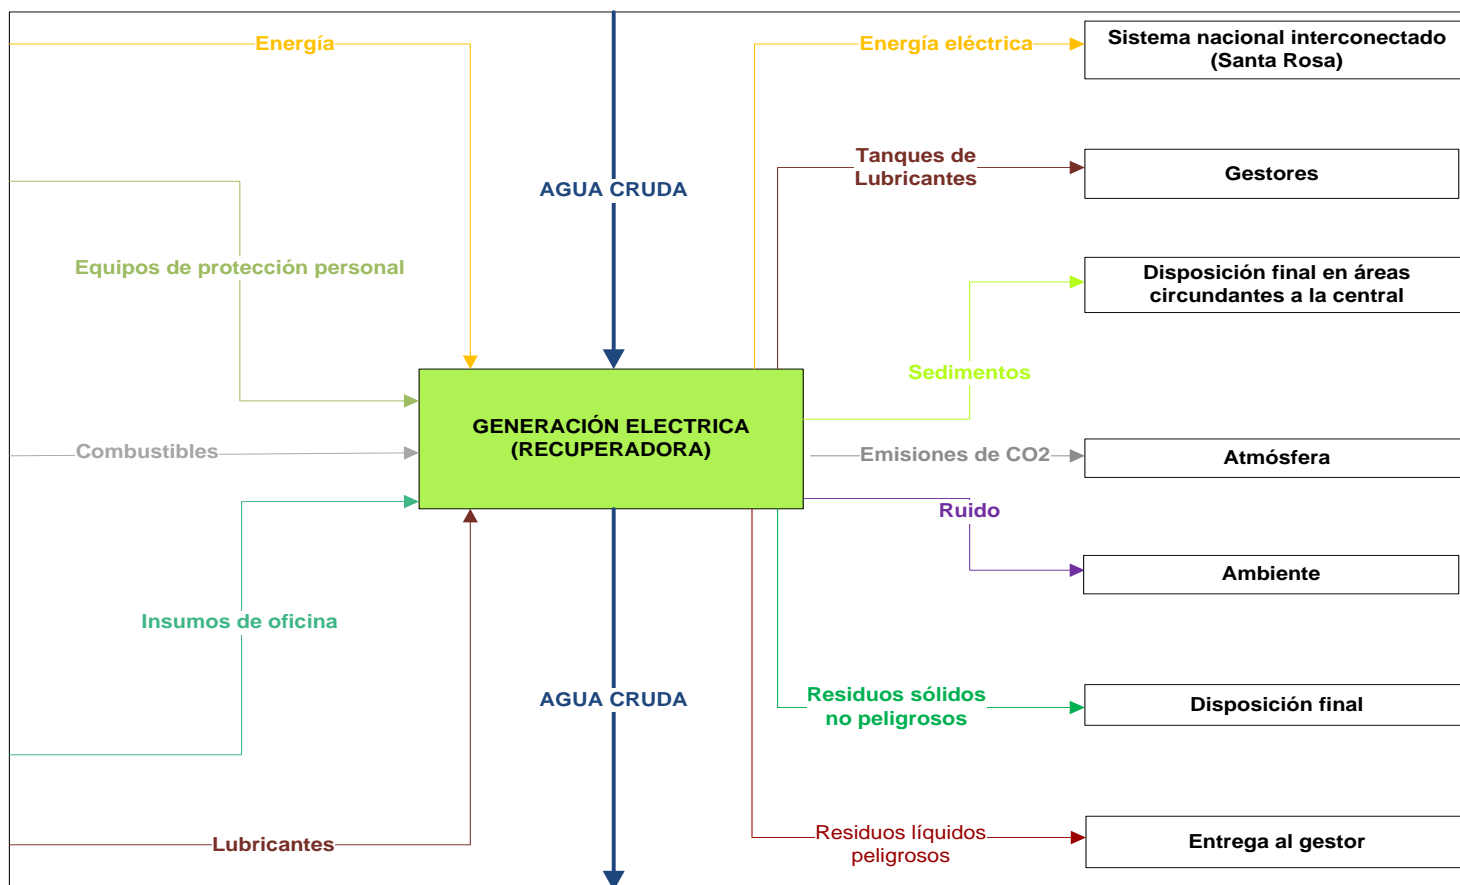 Energía
Energía eléctrica
Sistema nacional interconectado
(Santa Rosa)
AGUA CRUDA
Tanques de
Lubricantes
Gestores
Equipos de protección personal
Disposición final en áreas
circundantes a la central
Sedimentos
GENERACIÓN ELECTRICA
(RECUPERADORA)
Combustibles
Emisiones de CO2
Atmósfera
Ruido
Ambiente
Insumos de oficina
AGUA CRUDA
Residuos sólidos
no peligrosos
Disposición final
Lubricantes
Residuos líquidos
peligrosos
Entrega al gestor